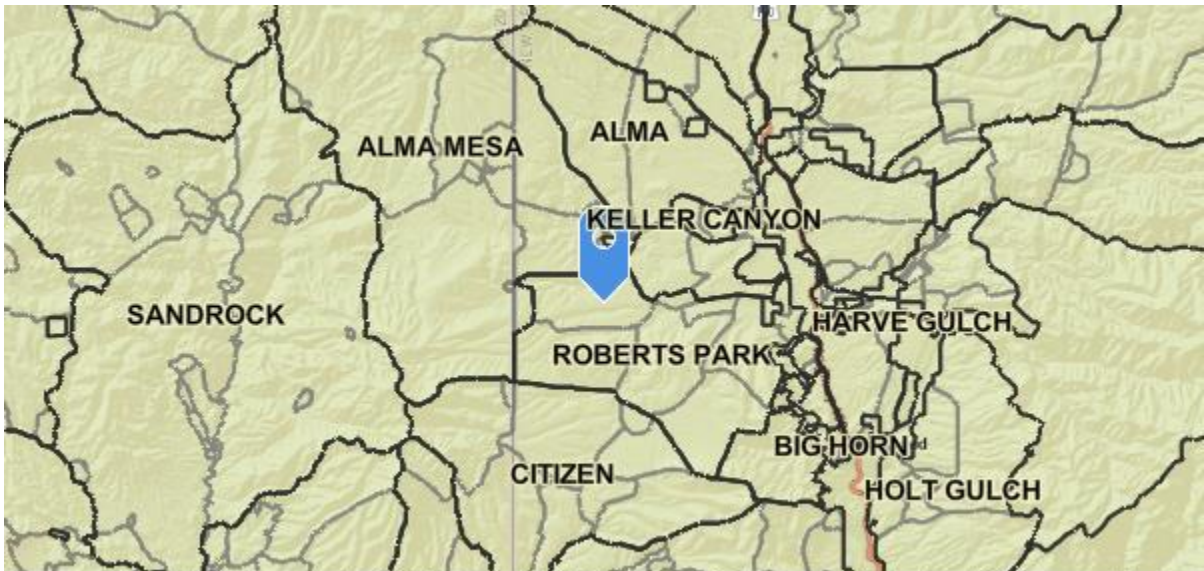 ALMA
ALMA MESA
KELLER CANYON
SANDROCK
HARVE GULCH
ROBERTS PARK
BIG HORN
CITIZEN
HOLT GULCH